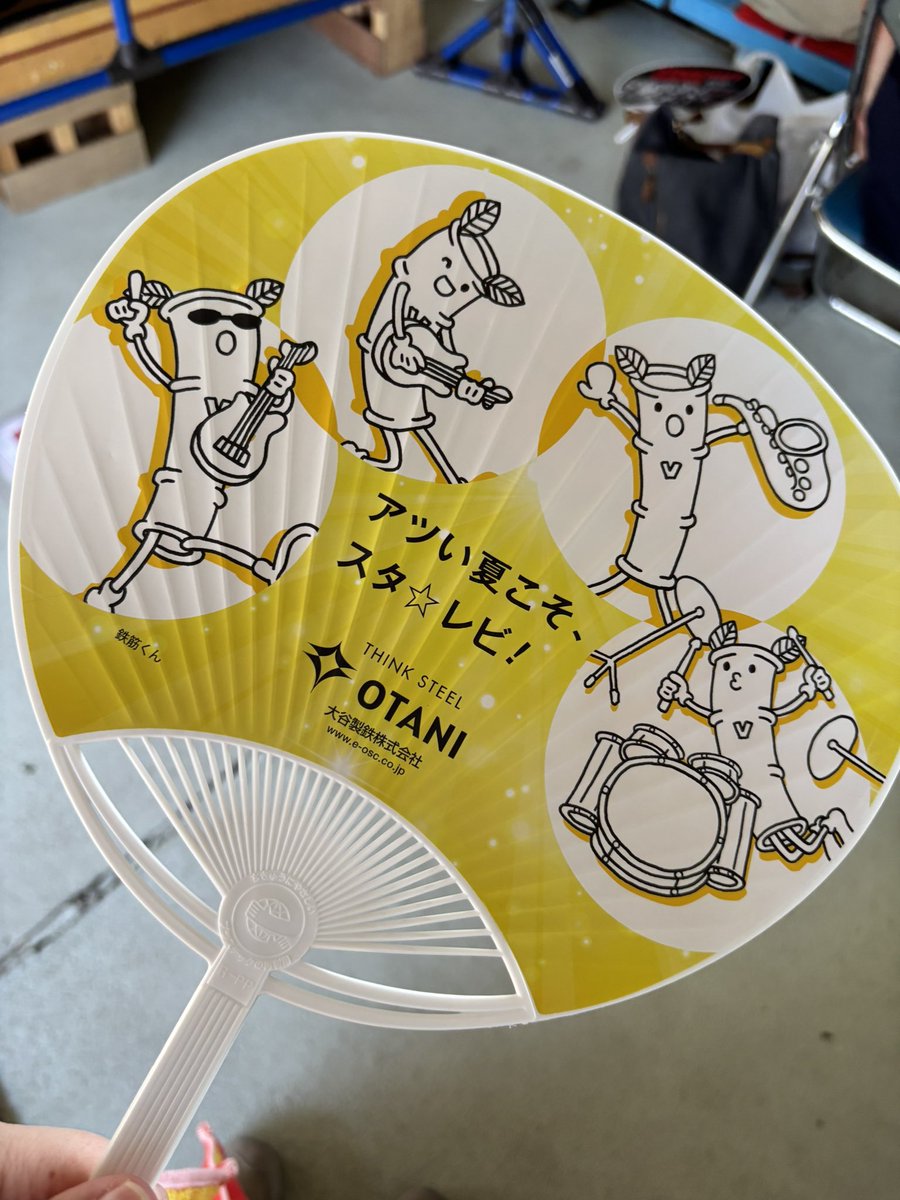 アツい夏こそ、
スタ☆レビ！
鉄筋くん
THINK STEEL
OTANI
大谷製鉄株式会社
www.e-osc.co.jp
V
V